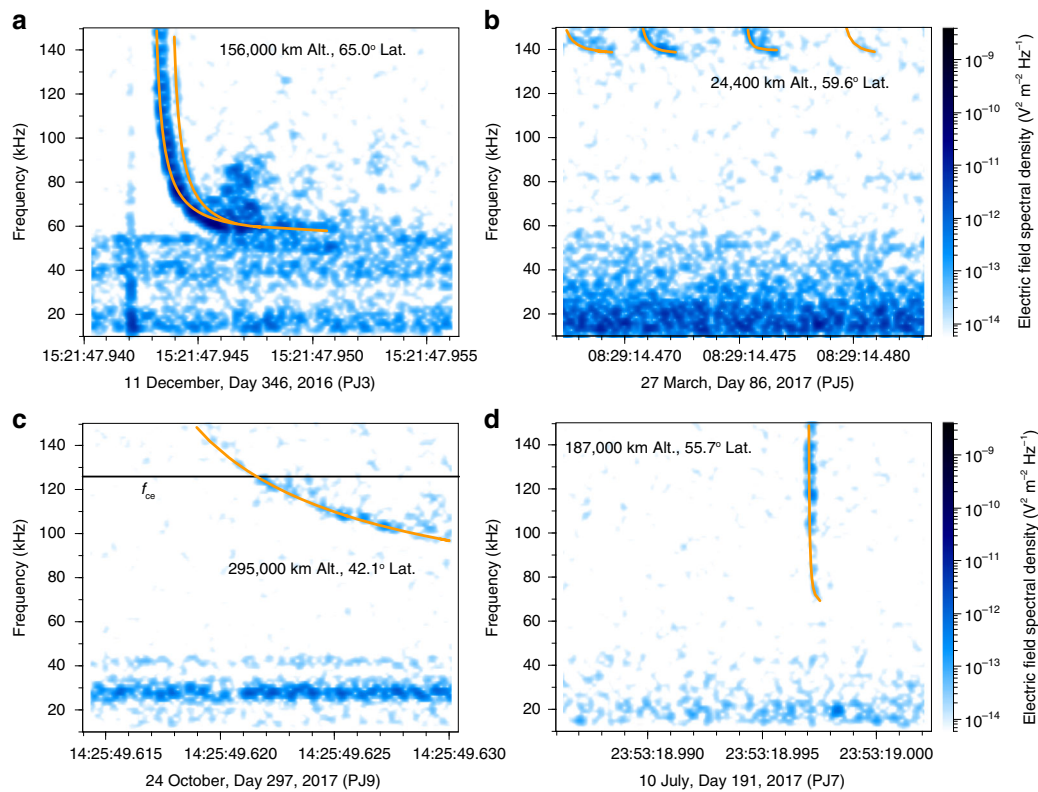 a
156,000 km Alt., 65.0° Lat.
Frequency (kHz)
140
120
100
80
60
40
20
15:21:47.940
15:21:47.945
15:21:47.950
15:21:47.955
11 December, Day 346, 2016 (PJ3)
b
24,400 km Alt., 59.6° Lat.
Frequency (kHz)
140
120
100
80
60
40
20
08:29:14.470
08:29:14.475
08:29:14.480
27 March, Day 86, 2017 (PJ5)
10⁻⁹
10⁻¹⁰
10⁻¹¹
10⁻¹²
10⁻¹³
10⁻¹⁴
Electric field spectral density (V² m⁻² Hz⁻¹)
c
fce
295,000 km Alt., 42.1° Lat.
Frequency (kHz)
140
120
100
80
60
40
20
14:25:49.615
14:25:49.620
14:25:49.625
14:25:49.630
24 October, Day 297, 2017 (PJ9)
d
187,000 km Alt., 55.7° Lat.
Frequency (kHz)
140
120
100
80
60
40
20
23:53:18.990
23:53:18.995
23:53:19.000
10 July, Day 191, 2017 (PJ7)
10⁻⁹
10⁻¹⁰
10⁻¹¹
10⁻¹²
10⁻¹³
10⁻¹⁴
Electric field spectral density (V² m⁻² Hz⁻¹)